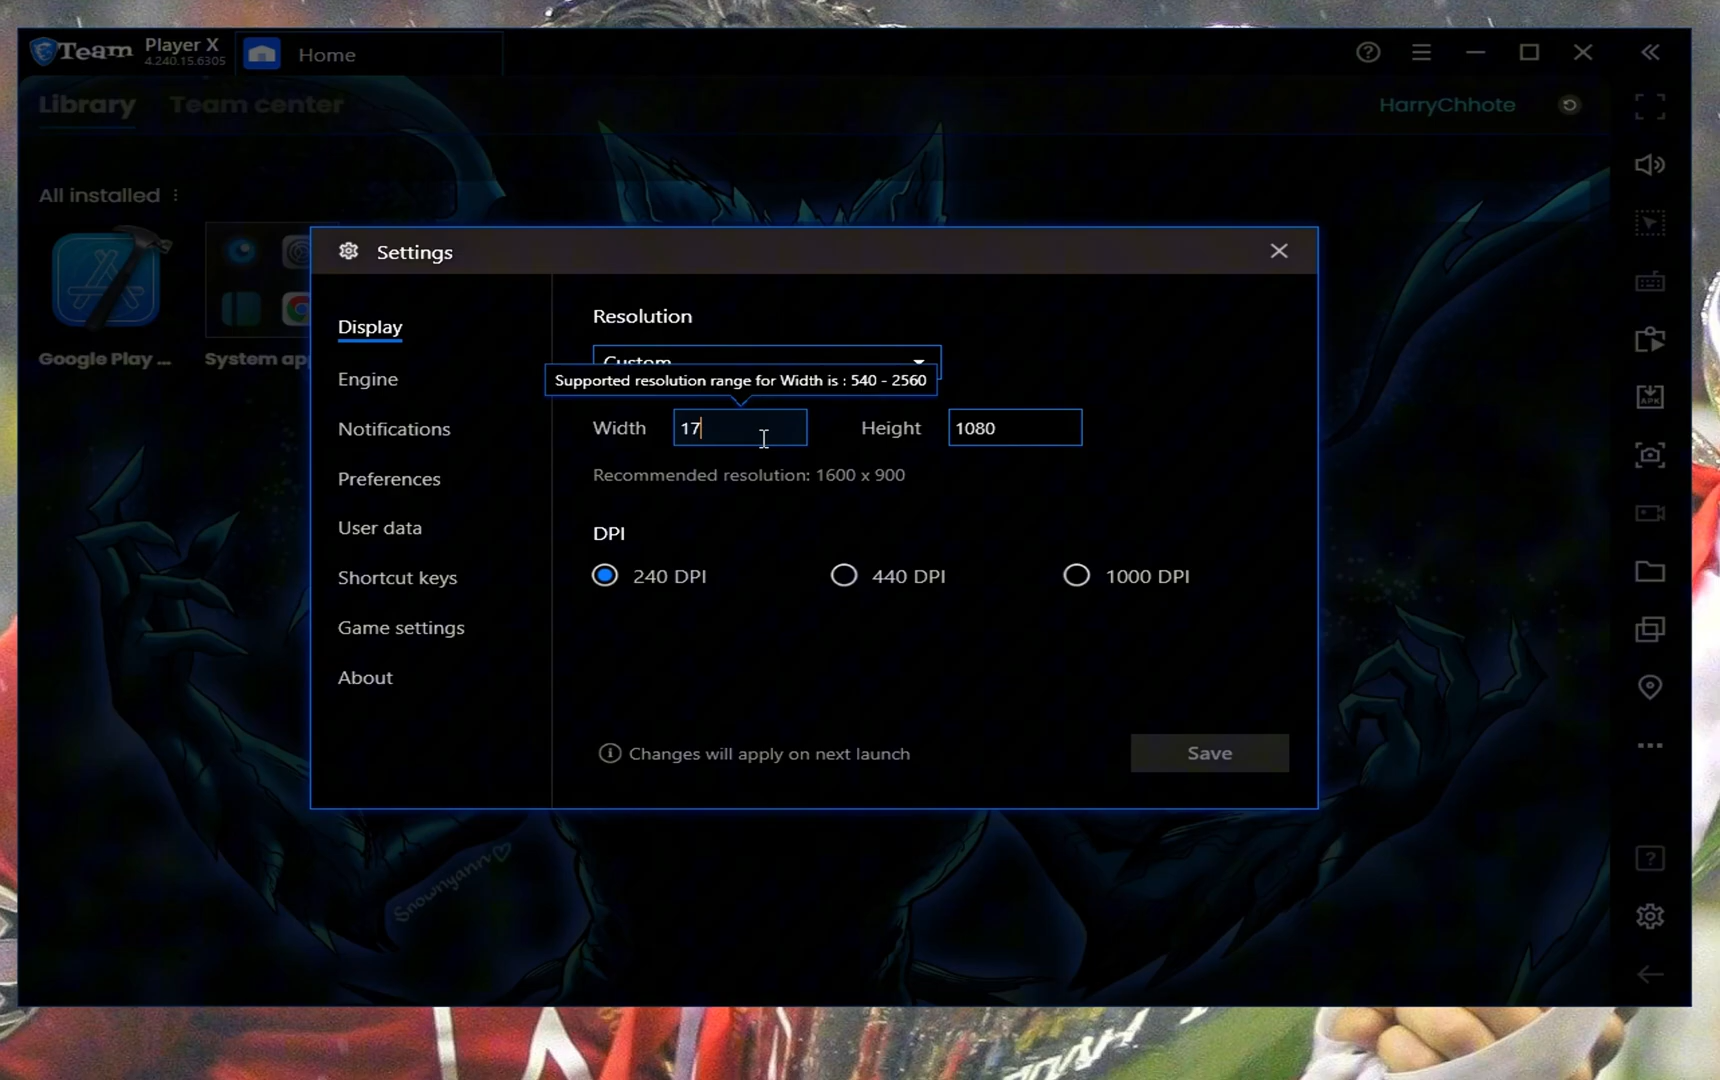 Team Player X
4.240.15.6305
Home
Library Team center
HarryChhote
All installed
Google Play ...
System ap
Settings
Display
Engine
Notifications
Preferences
User data
Shortcut keys
Game settings
About
Resolution
Custom
Supported resolution range for Width is : 540 - 2560
Width 17 Height 1080
Recommended resolution: 1600 x 900
DPI
240 DPI 440 DPI 1000 DPI
Changes will apply on next launch
Save
APK
Snownyann